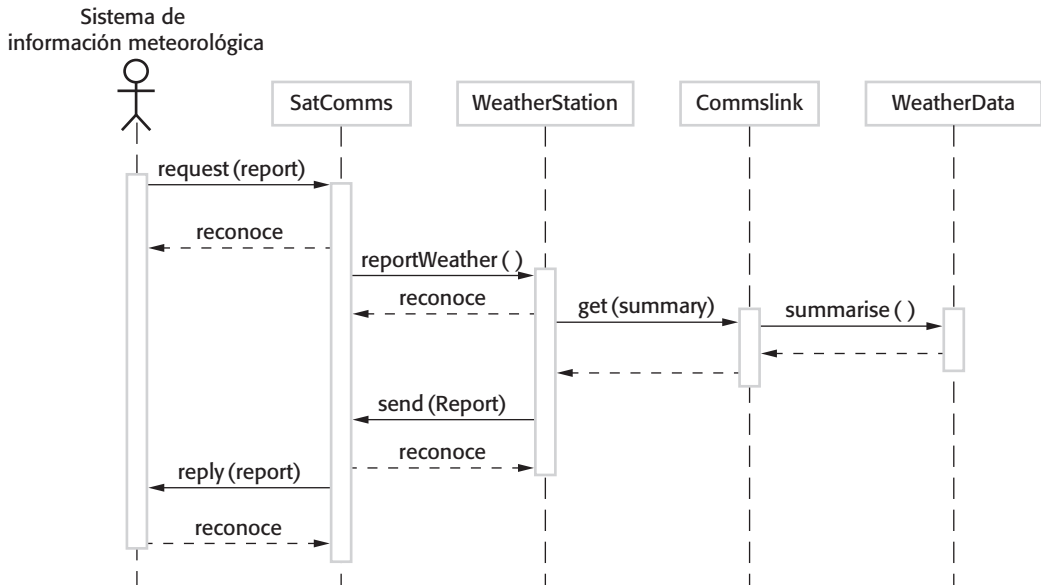 Sistema de
información meteorológica
SatComms
WeatherStation
Commslink
WeatherData
request (report)
reconoce
reportWeather ( )
reconoce
get (summary)
summarise ( )
send (Report)
reconoce
reply (report)
reconoce